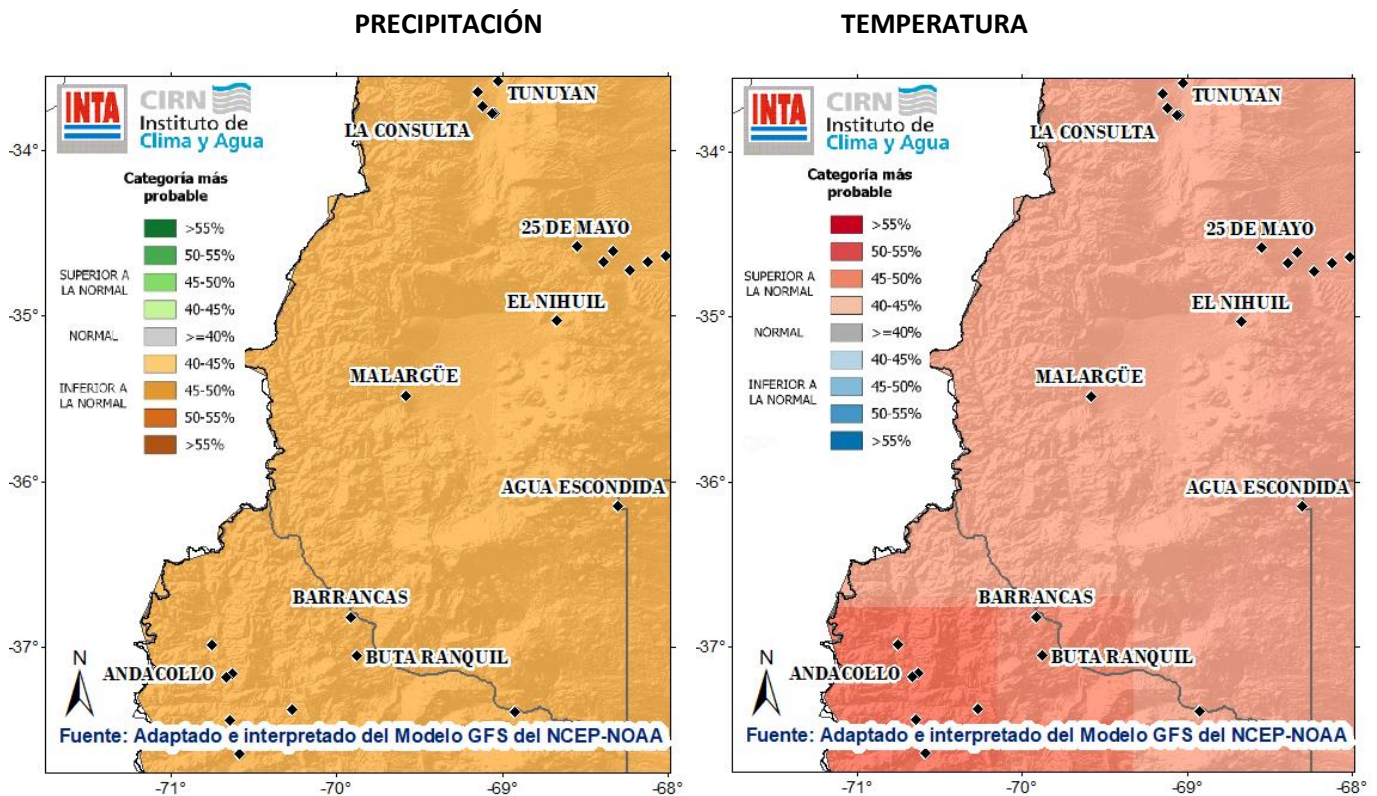 PRECIPITACIÓN
TEMPERATURA
INTA
CIRN
Instituto de
Clima y Agua
Categoría más
probable
>55%
50-55%
SUPERIOR A
LA NORMAL
45-50%
40-45%
NORMAL
>=40%
40-45%
INFERIOR A
LA NORMAL
45-50%
50-55%
>55%
TUNUYAN
LA CONSULTA
25 DE MAYO
EL NIHUIL
MALARGÜE
AGUA ESCONDIDA
BARRANCAS
BUTA RANQUIL
ANDACOLLO
N
Fuente: Adaptado e interpretado del Modelo GFS del NCEP-NOAA
-34°
-35°
-36°
-37°
-71°
-70°
-69°
-68°
INTA
CIRN
Instituto de
Clima y Agua
Categoría más
probable
>55%
50-55%
SUPERIOR A
LA NORMAL
45-50%
40-45%
NORMAL
>=40%
40-45%
INFERIOR A
LA NORMAL
45-50%
50-55%
>55%
TUNUYAN
LA CONSULTA
25 DE MAYO
EL NIHUIL
MALARGÜE
AGUA ESCONDIDA
BARRANCAS
BUTA RANQUIL
ANDACOLLO
N
Fuente: Adaptado e interpretado del Modelo GFS del NCEP-NOAA
-34°
-35°
-36°
-37°
-71°
-70°
-69°
-68°